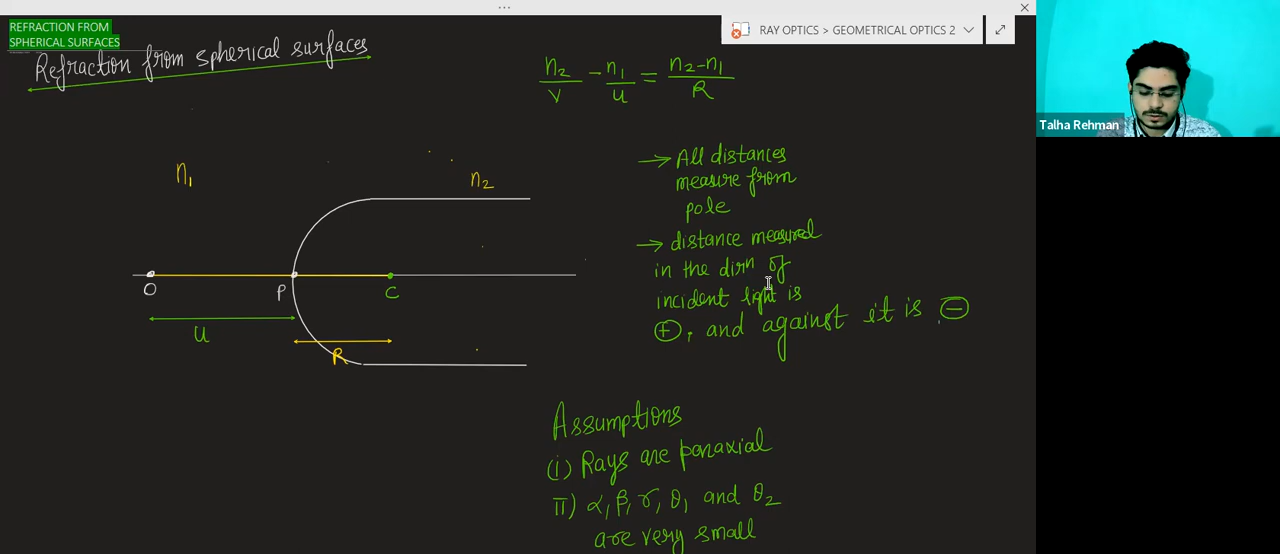 REFRACTION FROM
SPHERICAL SURFACES
Refraction from spherical surfaces
RAY OPTICS > GEOMETRICAL OPTICS 2
Talha Rehman
n₂/v - n₁/u = n₂-n₁/R
n₁
n₂
O
P
C
u
R
→ All distances
measure from
pole
→ distance measured
in the dirn of
incident light is
⊕, and against it is ⊖
Assumptions
(i) Rays are paraxial
II) α, β, γ, θ₁ and θ₂
are very small